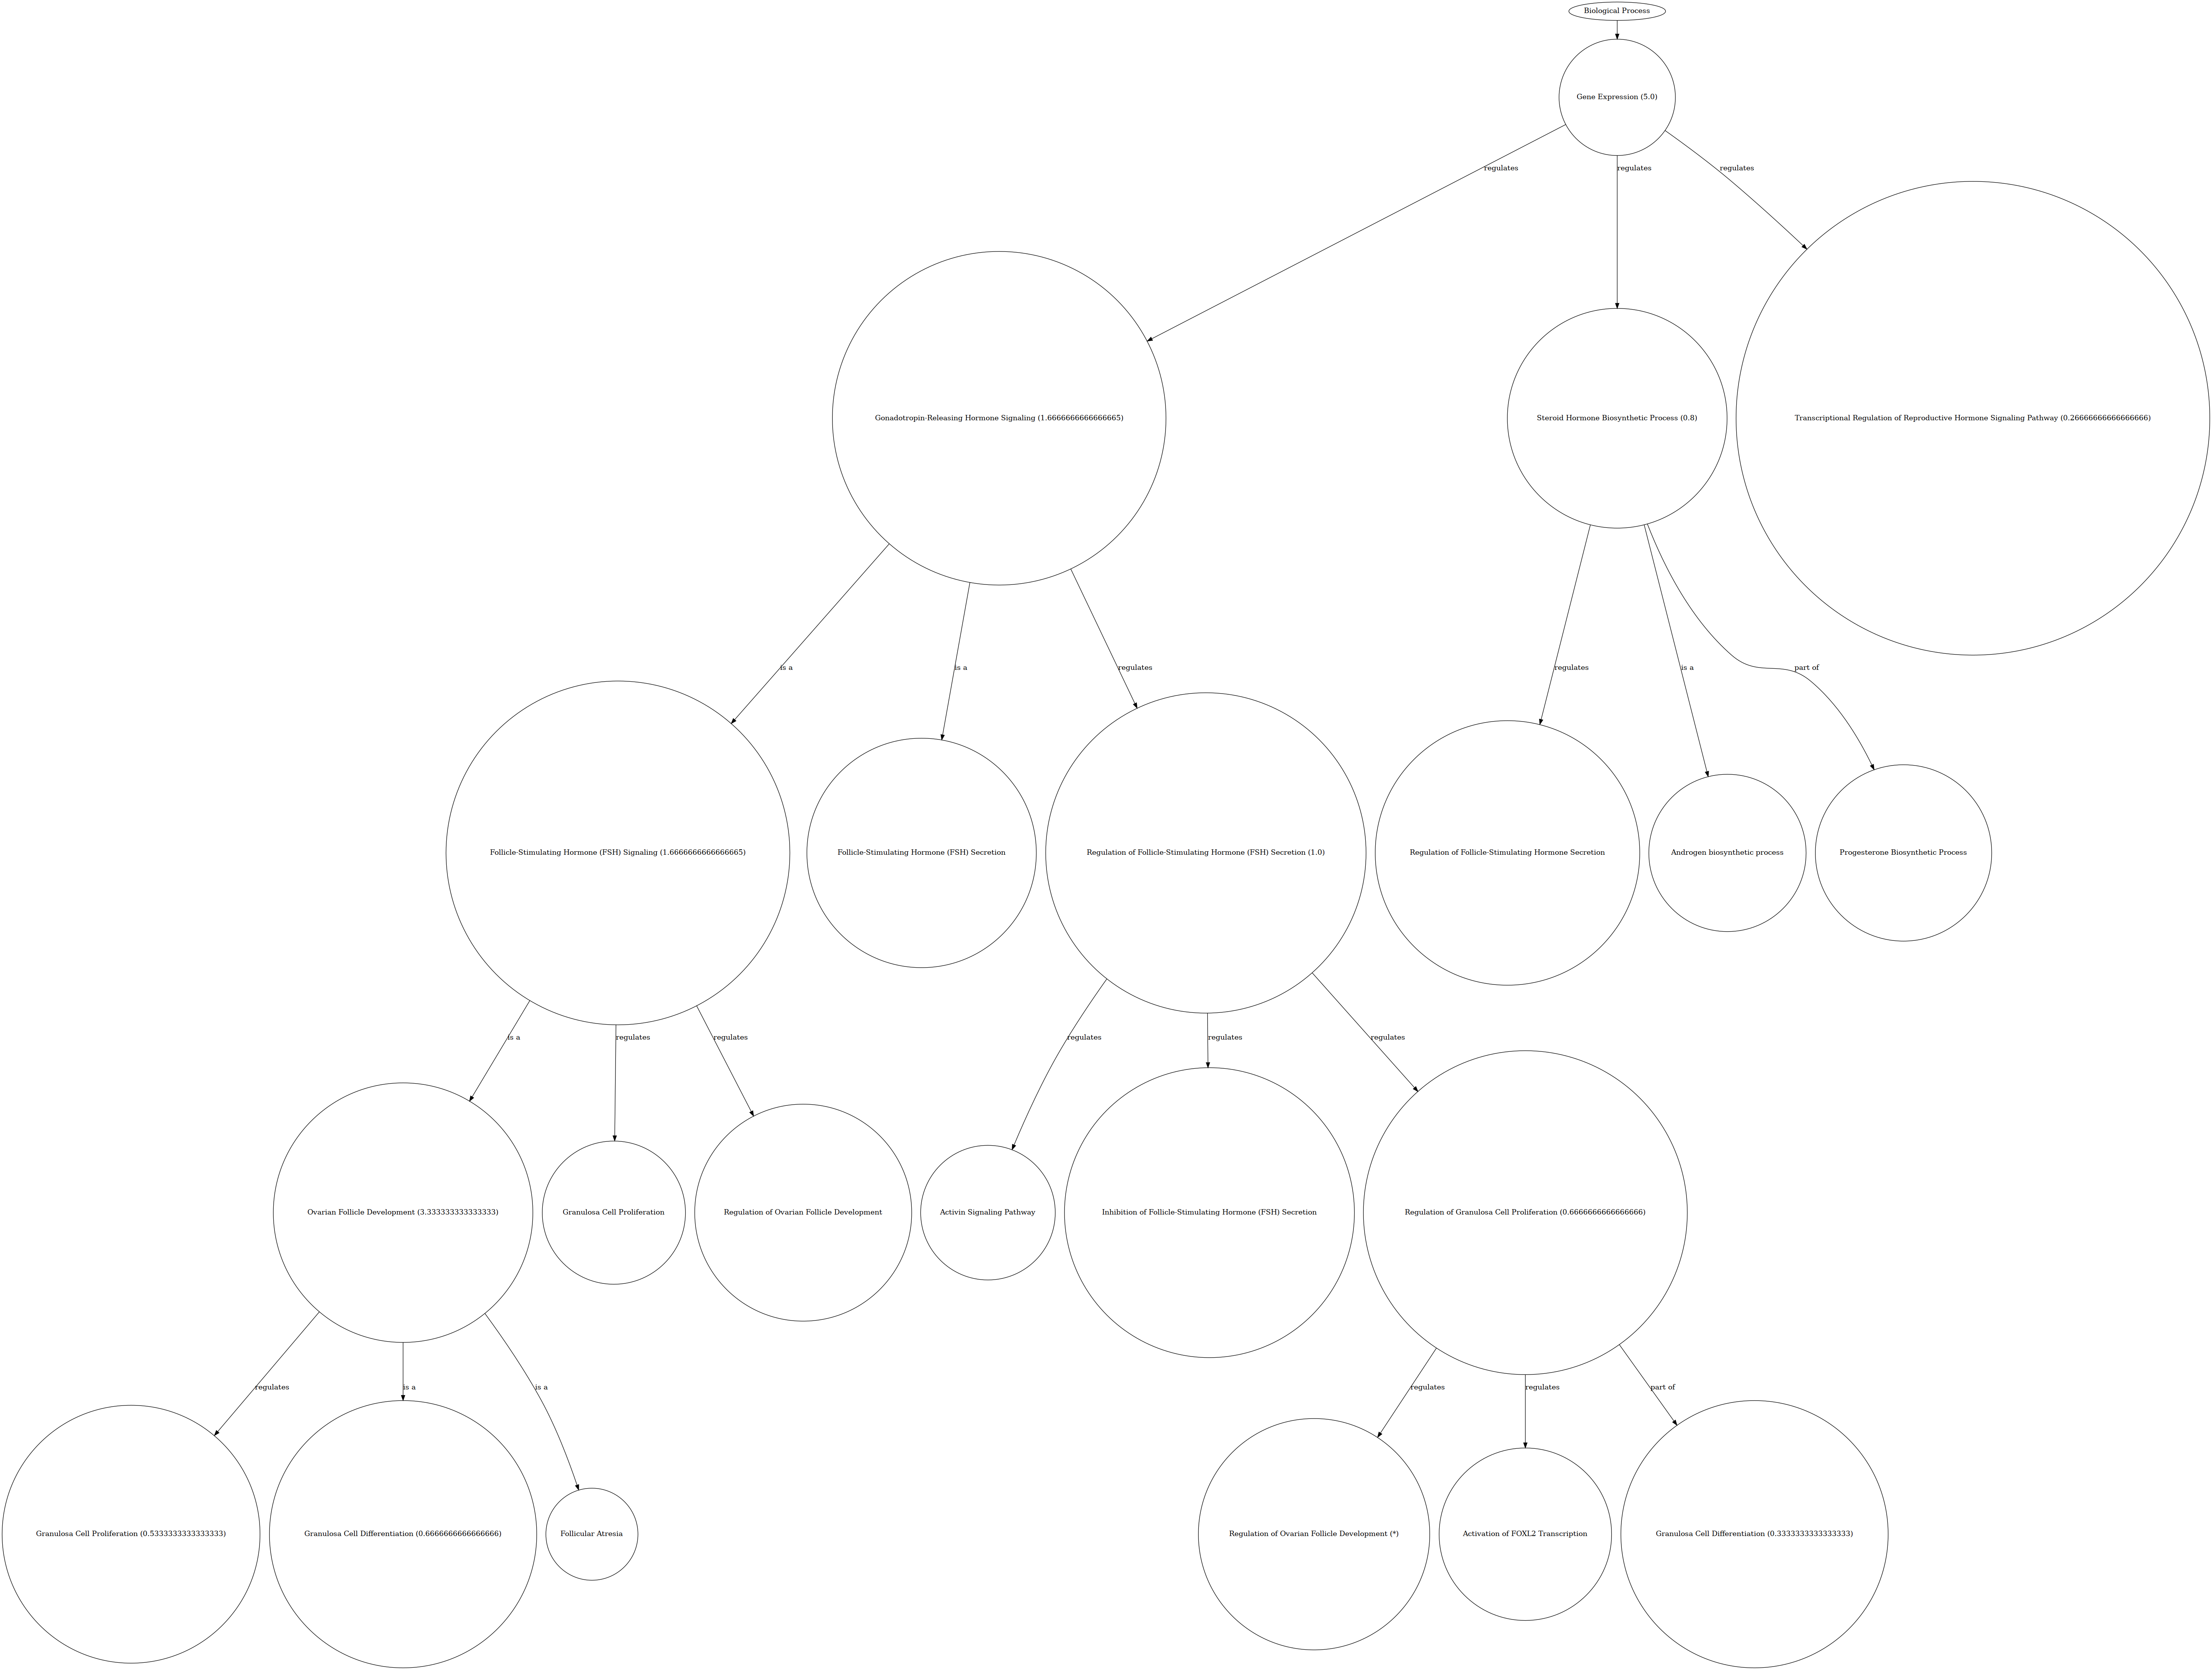 Biological Process
Gene Expression (5.0)
regulates
regulates
regulates
Gonadotropin-Releasing Hormone Signaling (1.6666666666666665)
Steroid Hormone Biosynthetic Process (0.8)
Transcriptional Regulation of Reproductive Hormone Signaling Pathway (0.26666666666666666)
is a
is a
regulates
regulates
is a
part of
Follicle-Stimulating Hormone (FSH) Signaling (1.6666666666666665)
Follicle-Stimulating Hormone (FSH) Secretion
Regulation of Follicle-Stimulating Hormone (FSH) Secretion (1.0)
Regulation of Follicle-Stimulating Hormone Secretion
Androgen biosynthetic process
Progesterone Biosynthetic Process
is a
regulates
regulates
regulates
regulates
regulates
Ovarian Follicle Development (3.333333333333333)
Granulosa Cell Proliferation
Regulation of Ovarian Follicle Development
Activin Signaling Pathway
Inhibition of Follicle-Stimulating Hormone (FSH) Secretion
Regulation of Granulosa Cell Proliferation (0.6666666666666666)
regulates
is a
is a
regulates
regulates
part of
Granulosa Cell Proliferation (0.5333333333333333)
Granulosa Cell Differentiation (0.6666666666666666)
Follicular Atresia
Regulation of Ovarian Follicle Development (*)
Activation of FOXL2 Transcription
Granulosa Cell Differentiation (0.3333333333333333)